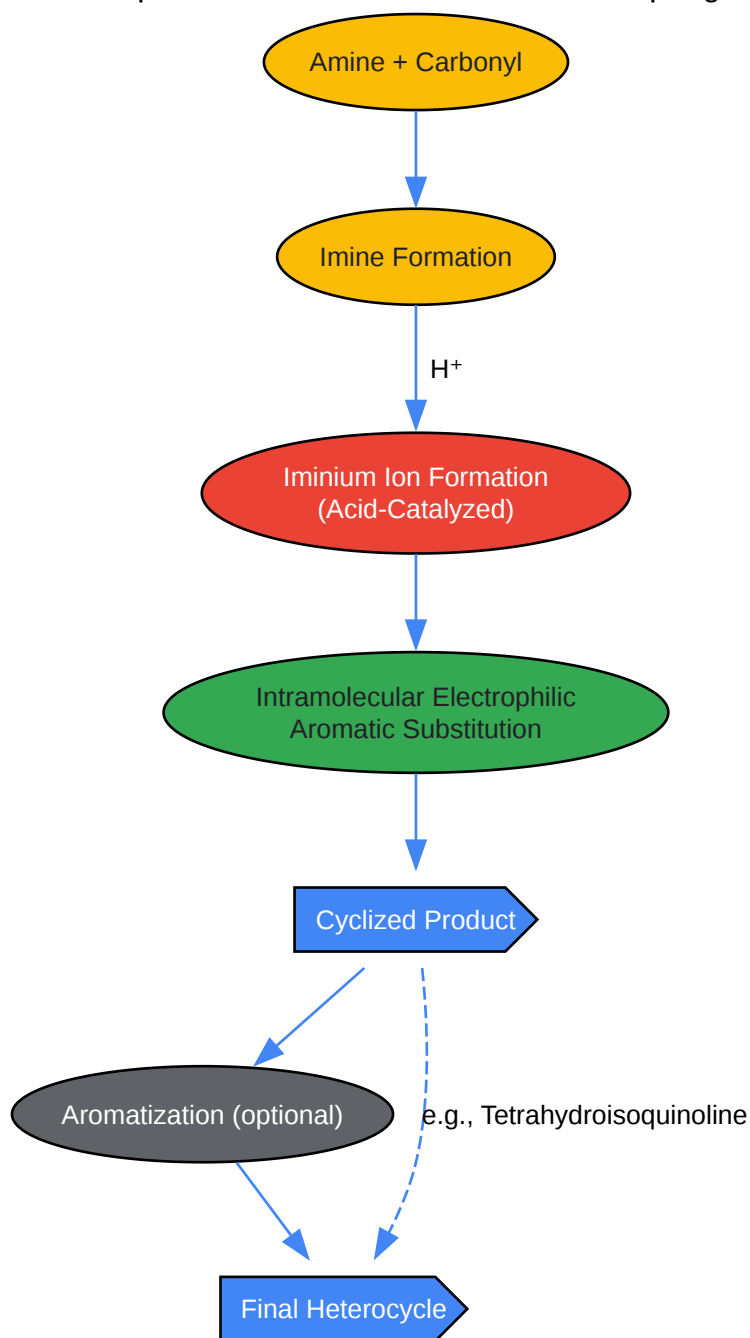 Amine + Carbonyl
Imine Formation
H⁺
Iminium Ion Formation
(Acid-Catalyzed)
Intramolecular Electrophilic
Aromatic Substitution
Cyclized Product
Aromatization (optional)
e.g., Tetrahydroisoquinoline
Final Heterocycle